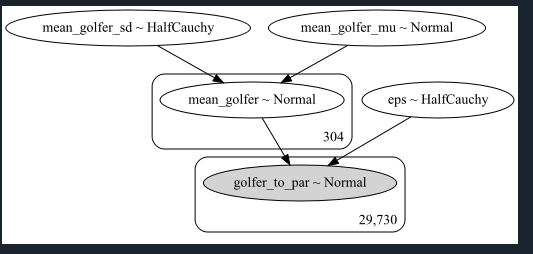 mean_golfer_sd ~ HalfCauchy
mean_golfer_mu ~ Normal
mean_golfer ~ Normal
eps ~ HalfCauchy
304
golfer_to_par ~ Normal
29,730